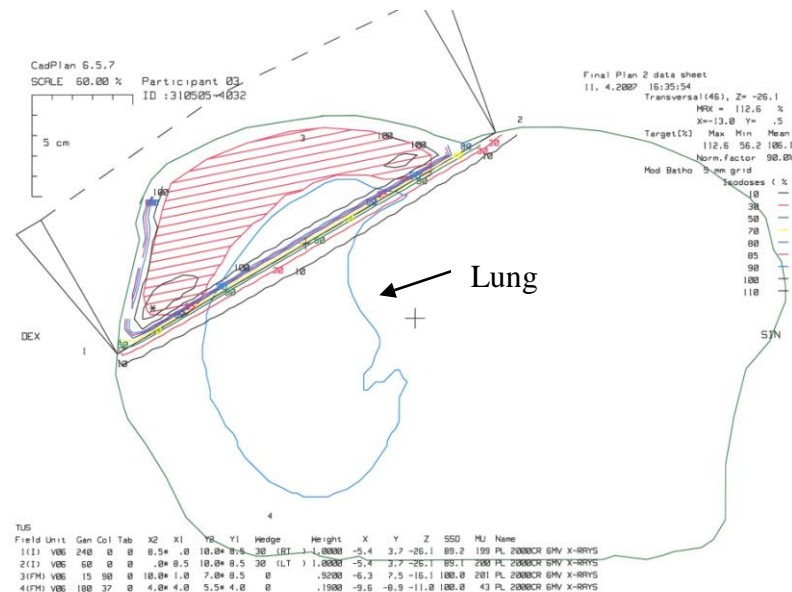 CadPlan 6.5.7
SCALE 60.00 % Participant 03
ID :310505-4032
5 cm
Final Plan 2 data sheet
11. 4.2007 16:35:54
Transversal(46), Z= -26.1
MAX = 112.6 %
X=-13.0 Y= .5
Target[%] Max Min Mean
112.6 56.2 106.1
Norm.factor 90.0%
Mod Batho 5 mm grid
Isodoses ( %
10
30
50
70
80
85
90
100
110
2
3
100
100
100
100
10
Lung
DEX
1
SIN
10
4
TUS
Field Unit Gan Col Tab X2 X1 Y2 Y1 Wedge Weight X Y Z SSD MU Name
1(I) V06 240 0 0 8.5* .0 10.0* 8.5 30 (RT ) 1.0000 -5.4 3.7 -26.1 89.2 199 PL 2000CR 6MV X-RAYS
2(I) V06 60 0 0 .0* 8.5 10.0* 8.5 30 (LT ) 1.0000 -5.4 3.7 -26.1 89.1 200 PL 2000CR 6MV X-RAYS
3(FM) V06 15 90 0 10.0* 1.0 7.0* 8.5 0 .9200 -6.3 7.5 -16.1 100.0 201 PL 2000CR 6MV X-RAYS
4(FM) V06 180 37 0 4.0* 4.0 5.5* 4.0 0 .1900 -9.6 -8.9 -11.0 100.0 43 PL 2000CR 6MV X-RAYS